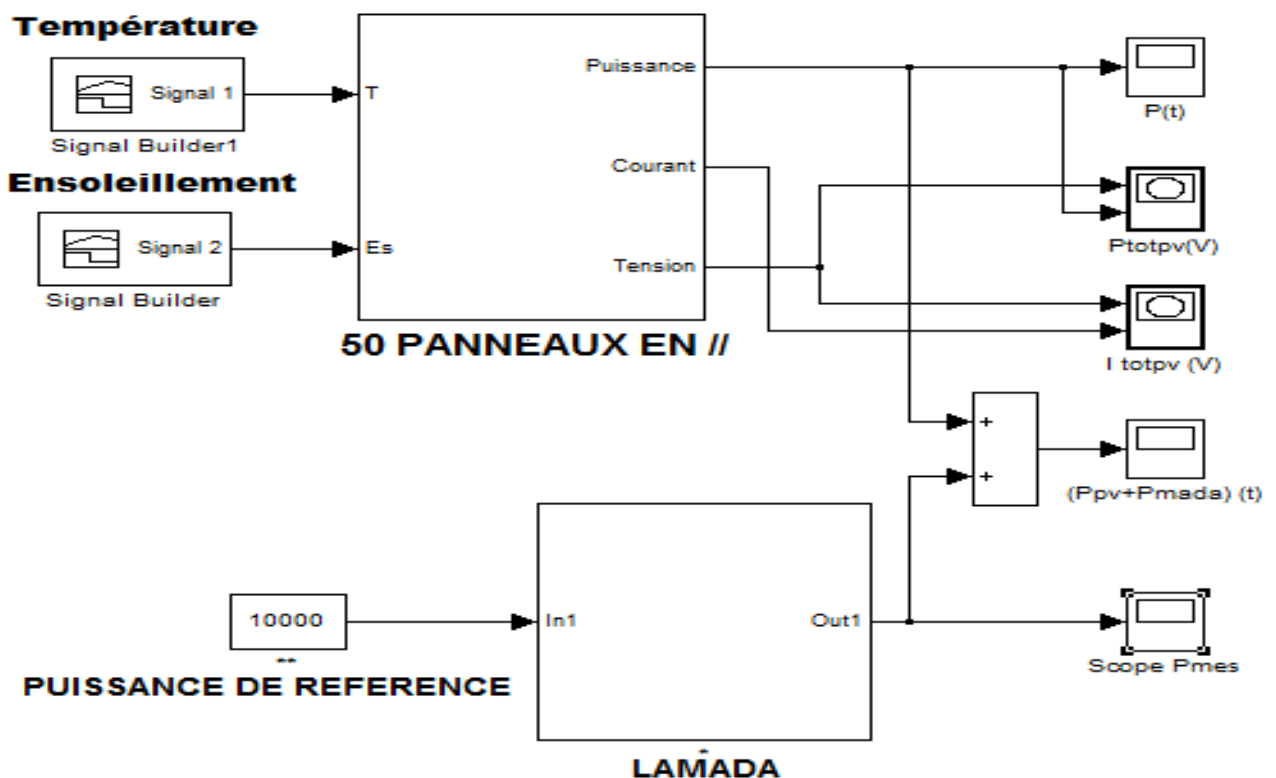 Température
Signal 1
Signal Builder1
Ensoleillement
Signal 2
Signal Builder
T
Es
Puissance
Courant
Tension
50 PANNEAUX EN //
P(t)
Ptotpv(V)
I totpv (V)
+
+
(Ppv+Pmada) (t)
10000
**
PUISSANCE DE REFERENCE
In1
Out1
*
LAMADA
Scope Pmes